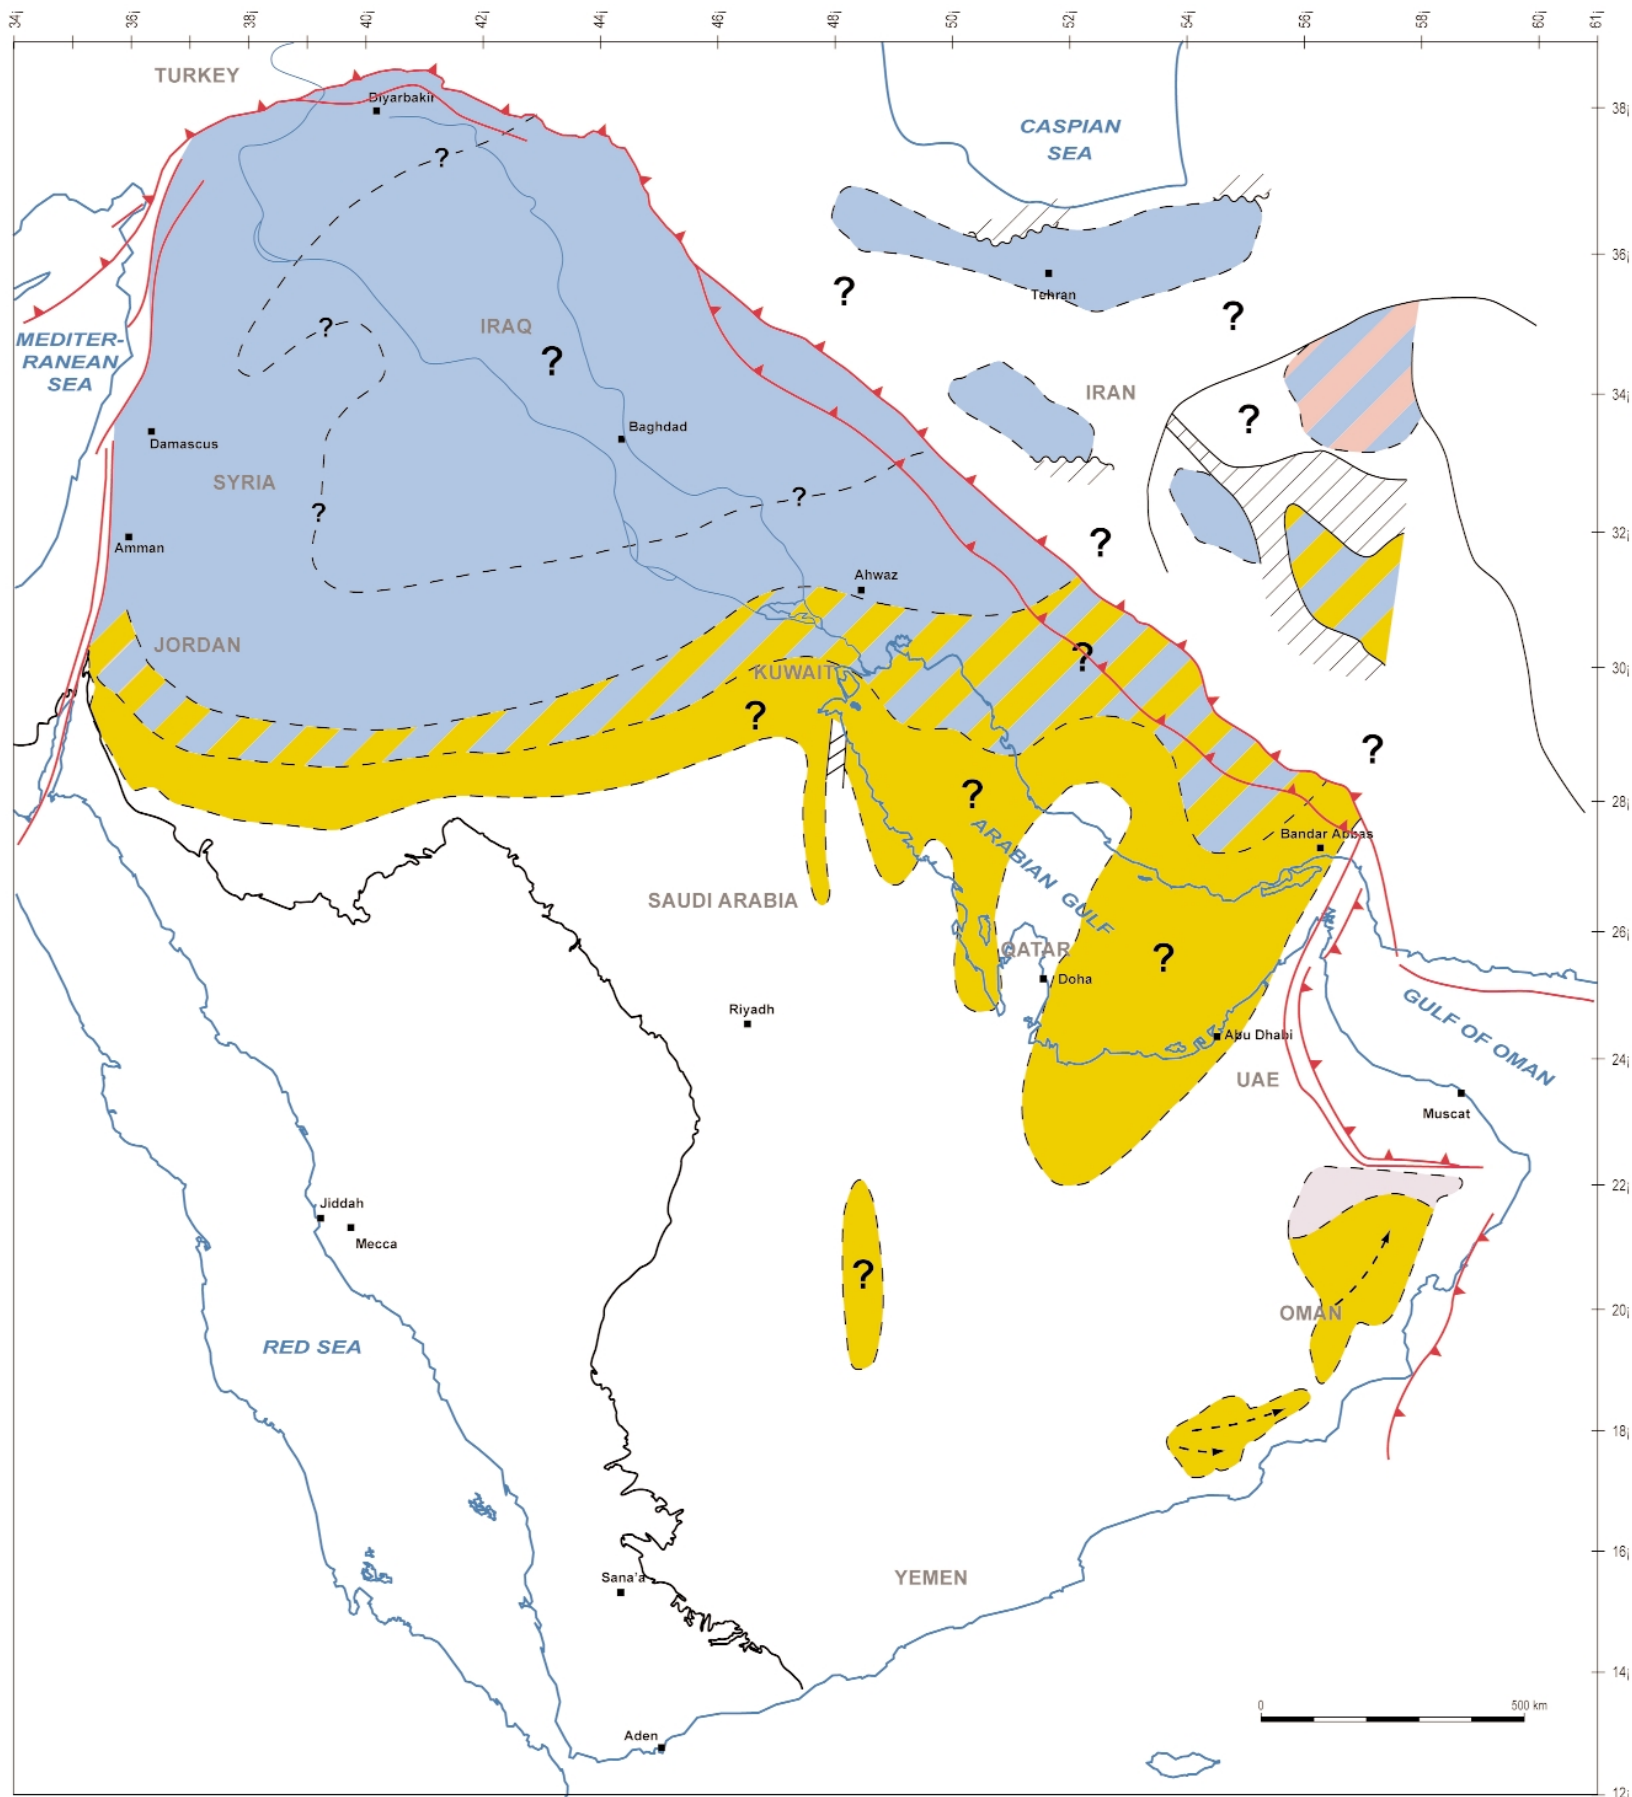 34¡ 36¡ 38¡ 40¡ 42¡ 44¡ 46¡ 48¡ 50¡ 52¡ 54¡ 56¡ 58¡ 60¡ 61¡
TURKEY
Diyarbakir
38¡
CASPIAN
SEA
?
36¡
?
Tehran
?
?
IRAQ
?
MEDITER-
RANEAN
SEA
?
IRAN
34¡
?
Baghdad
Damascus
SYRIA
?
?
32¡
?
Amman
Ahwaz
JORDAN
?
30¡
KUWAIT
?
?
?
28¡
ARABIAN GULF
Bandar Abbas
SAUDI ARABIA
26¡
QATAR
?
Doha
GULF OF OMAN
Riyadh
Abu Dhabi
24¡
UAE
Muscat
22¡
Jiddah
Mecca
?
20¡
OMAN
RED SEA
18¡
16¡
Sana'a
YEMEN
14¡
0 500 km
Aden
12¡